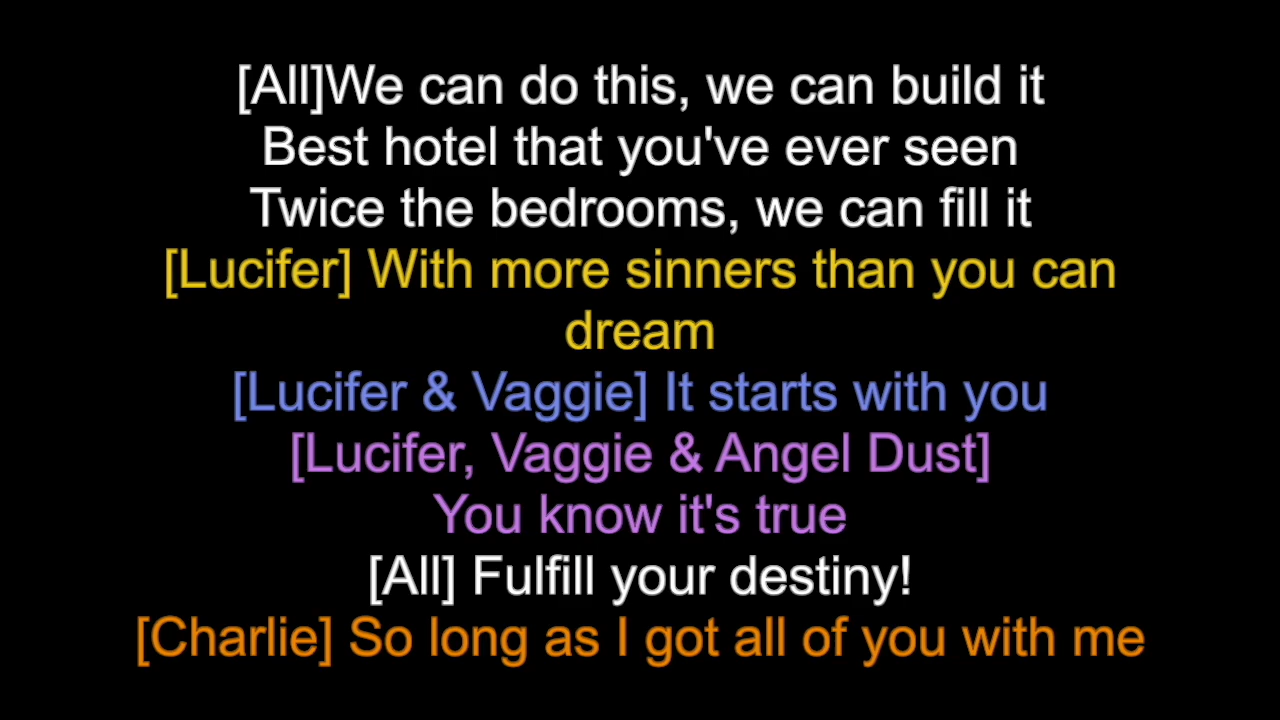 [All]We can do this, we can build it
Best hotel that you've ever seen
Twice the bedrooms, we can fill it
[Lucifer] With more sinners than you can
dream
[Lucifer & Vaggie] It starts with you
[Lucifer, Vaggie & Angel Dust]
You know it's true
[All] Fulfill your destiny!
[Charlie] So long as I got all of you with me